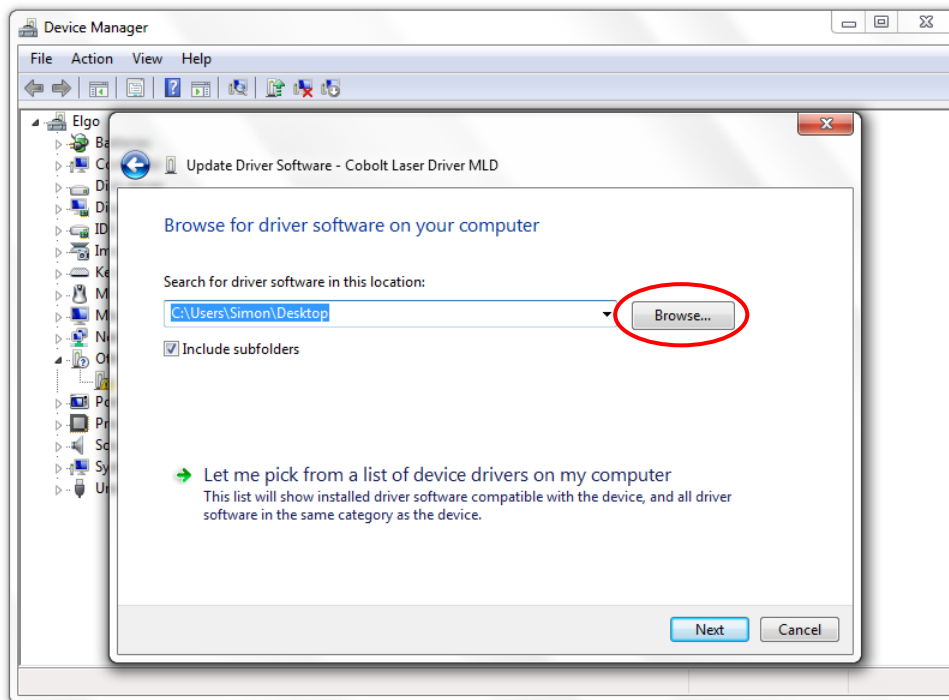 Device Manager
File Action View Help
Elgo
Update Driver Software - Cobolt Laser Driver MLD
Browse for driver software on your computer
Search for driver software in this location:
C:\Users\Simon\Desktop
Browse...
Include subfolders
Let me pick from a list of device drivers on my computer
This list will show installed driver software compatible with the device, and all driver
software in the same category as the device.
Next Cancel